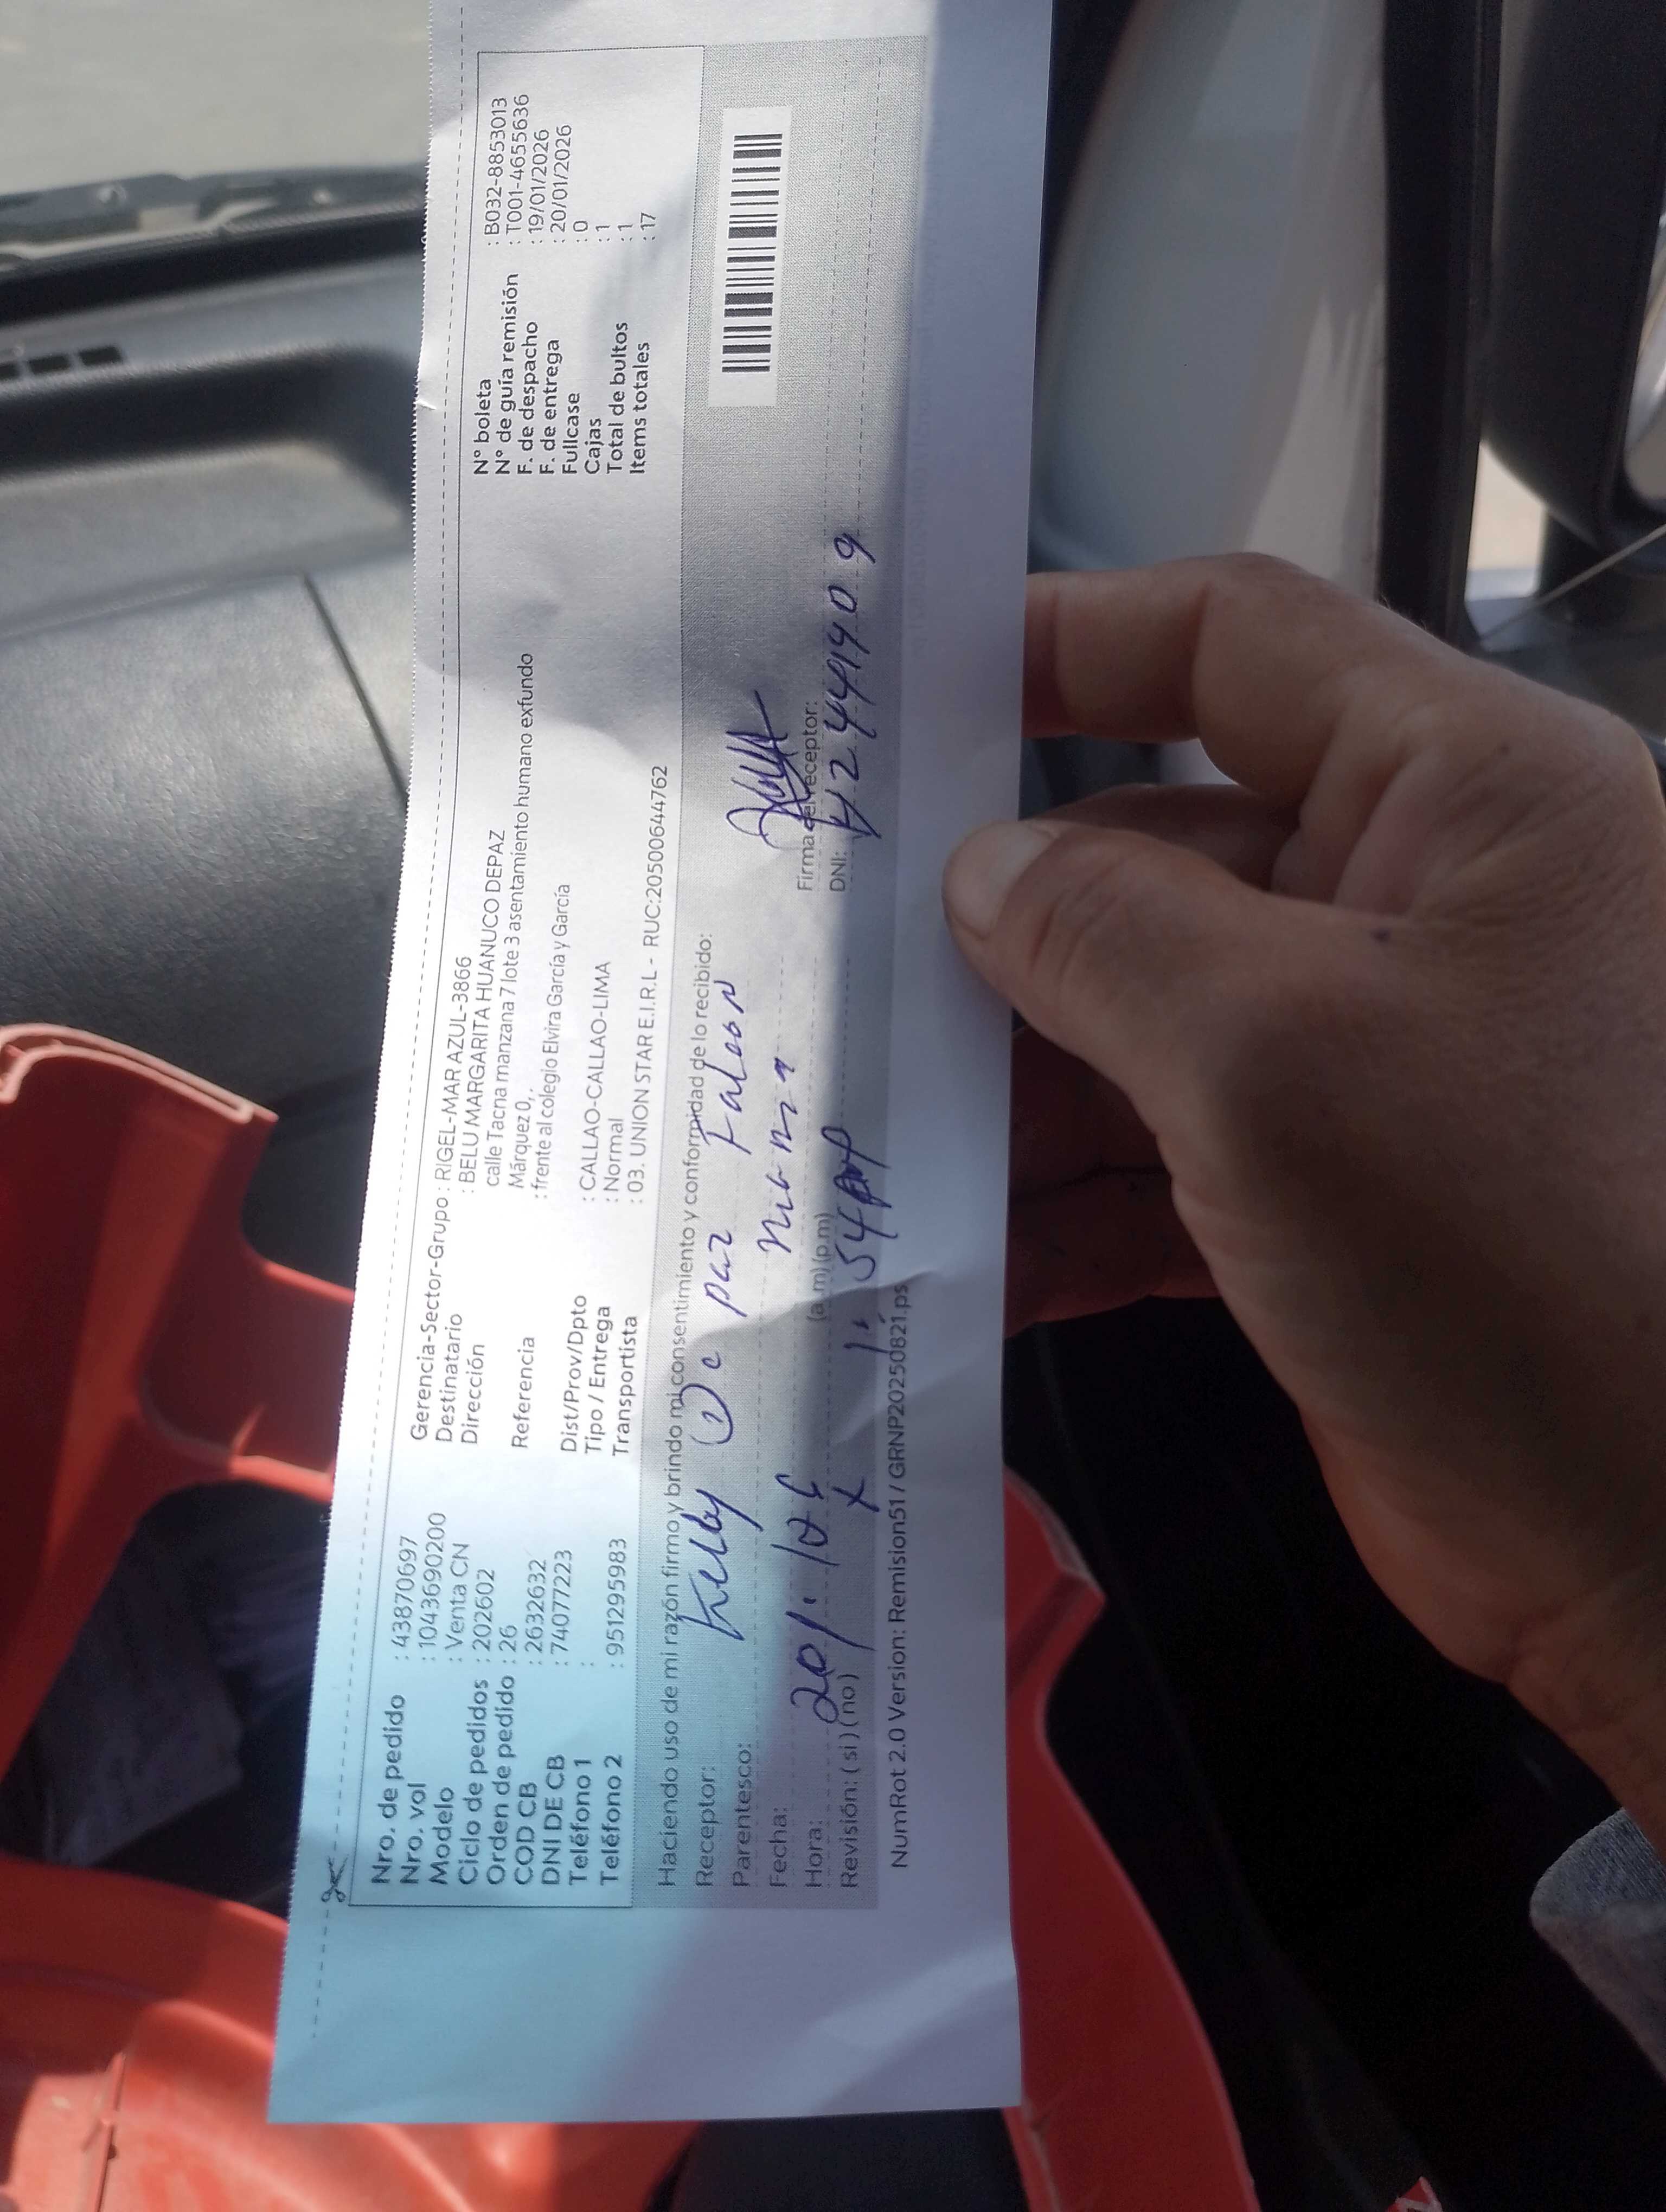 Nro. de pedido : 43870697
Nro. vol : 10436902​00
Modelo : Venta CN
Ciclo de pedidos : 202602
Orden de pedido : 26
COD CB : 2632632
DNI DE CB : 74077223
Teléfono 1 :
Teléfono 2 : 951295983
Gerencia-Sector-Grupo : RIGEL-MAR AZUL-3866
Destinatario : BELU MARGARITA HUANUCO DEPAZ
Dirección calle Tacna manzana 7 lote 3 asentamiento humano exfundo
Márquez 0,.
Referencia : frente al colegio Elvira García y García
Dist/Prov/Dpto : CALLAO-CALLAO-LIMA
Tipo / Entrega : Normal
Transportista : 03. UNION STAR E.I.R.L - RUC:20500644762
N° boleta : B032-8853013
N° de guía remisión : T001-4655636
F. de despacho : 19/01/2026
F. de entrega : 20/01/2026
Fullcase : 0
Cajas : 1
Total de bultos : 1
Items totales : 17
Haciendo uso de mi razón firmo y brindo mi consentimiento y conformidad de lo recibido:
Receptor: Kelly De paz Falcon
Parentesco:
Fecha:
Hora: (a.m) (p.m)
Firma del receptor:
Revisión: ( si ) ( no )
DNI:
NumRot 2.0 Version: Remision51 / GRNP20250821.ps